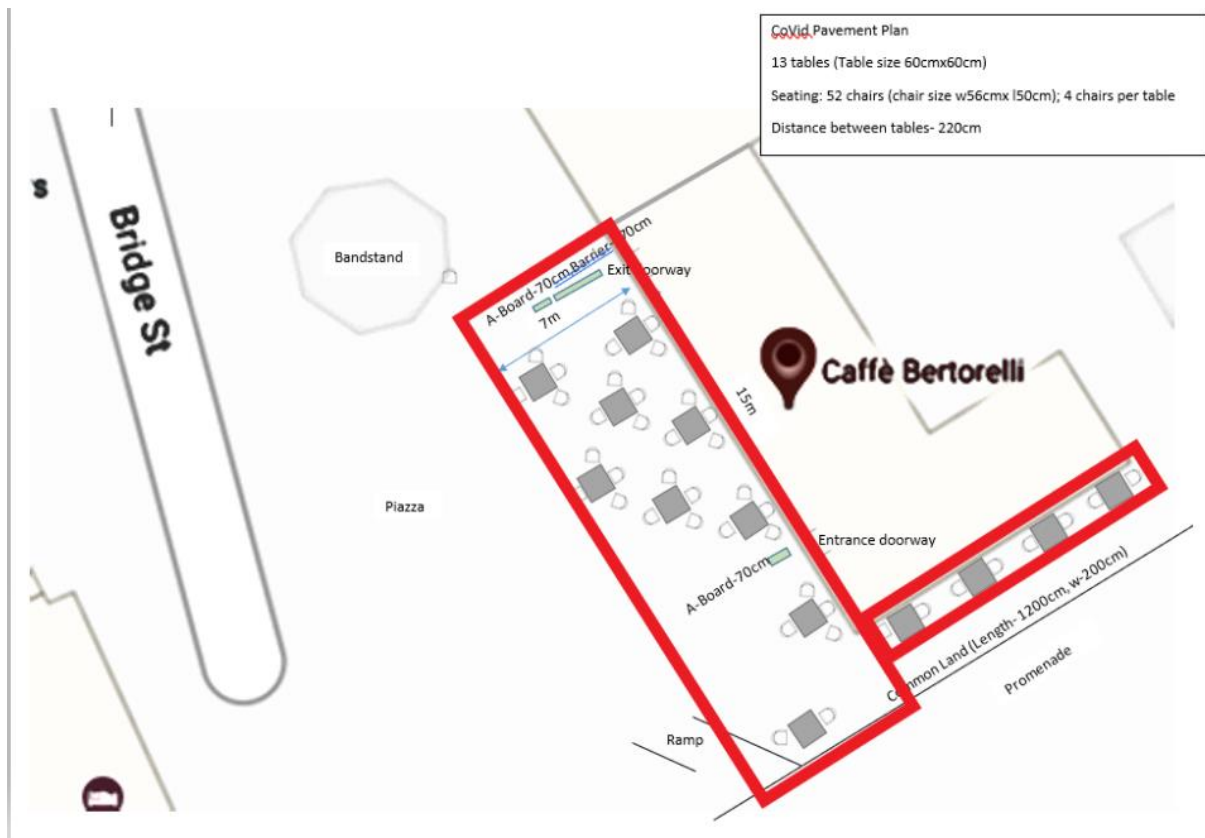 CoVid Pavement Plan
13 tables (Table size 60cmx60cm)
Seating: 52 chairs (chair size w56cmx l50cm); 4 chairs per table
Distance between tables- 220cm
s
Bridge St
Bandstand
A-Board-70cm,Barrier-170cm
Exit doorway
7m
Caffè Bertorelli
15m
Piazza
Entrance doorway
A-Board-70cm
Common Land (Length- 1200cm, w-200cm)
Promenade
Ramp